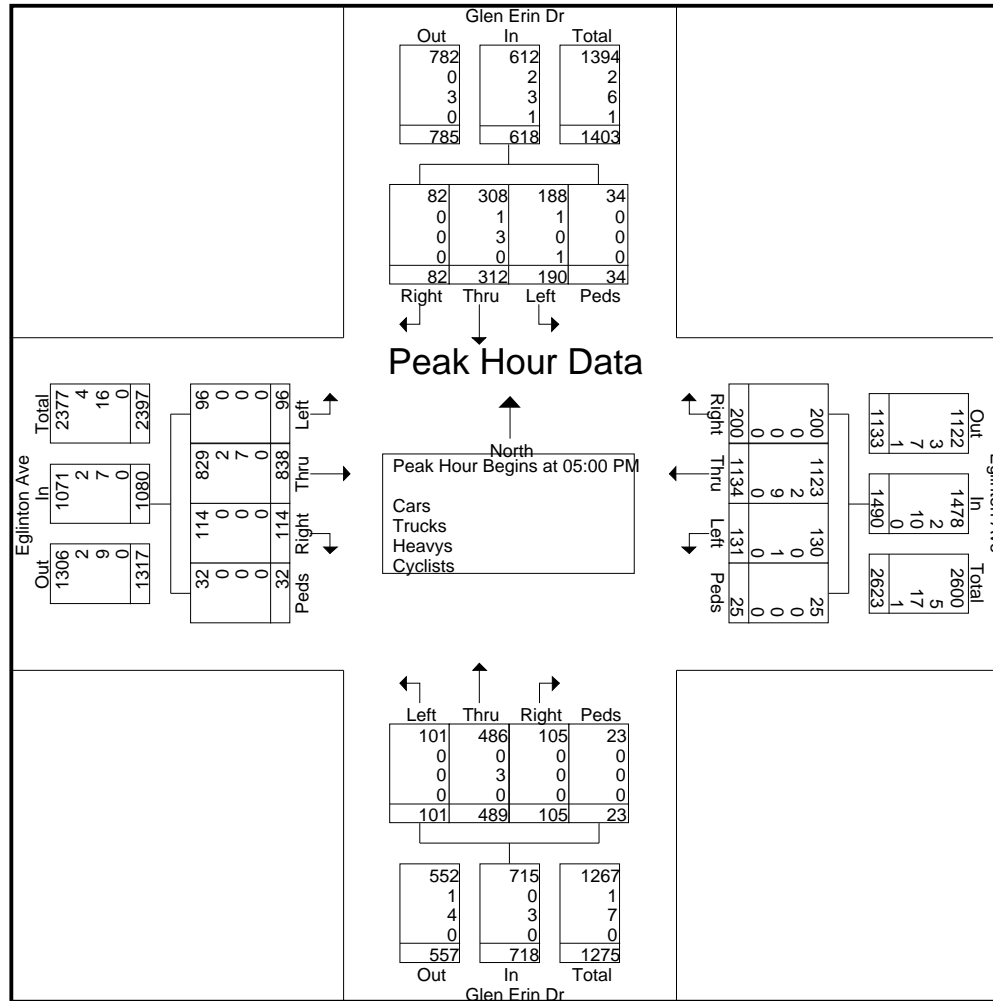 Glen Erin Dr
Out In Total
782 612 1394
0 2 2
3 3 6
0 1 1
785 618 1403
82 308 188 34
0 1 1 0
0 3 0 0
0 0 1 0
82 312 190 34
Right Thru Left Peds
Peak Hour Data
North
Peak Hour Begins at 05:00 PM
Cars
Trucks
Heavys
Cyclists
Eglinton Ave
Out In Total
1306 1071 2377
2 2 4
9 7 16
0 0 0
1317 1080 2397
Peds Right Thru Left
32 114 829 96
0 0 2 0
0 0 7 0
0 0 0 0
32 114 838 96
Out In Total
1122 1478 2600
3 2 5
7 10 17
1 0 1
1133 1490 2623
200 1123 130 25
0 2 0 0
0 9 1 0
0 0 0 0
200 1134 131 25
Right Thru Left Peds
Left Thru Right Peds
101 486 105 23
0 0 0 0
0 3 0 0
0 0 0 0
101 489 105 23
552 715 1267
1 0 1
4 3 7
0 0 0
557 718 1275
Out In Total
Glen Erin Dr